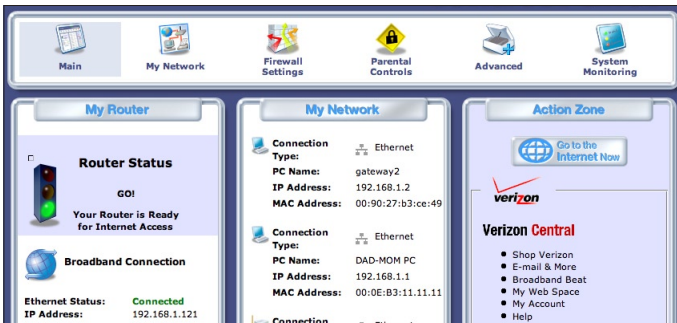 Main
My Network
Firewall
Settings
Parental
Controls
Advanced
System
Monitoring
My Router
Router Status
GO!
Your Router is Ready
for Internet Access
Broadband Connection
Ethernet Status: Connected
IP Address: 192.168.1.121
My Network
Connection Ethernet
Type:
PC Name: gateway2
IP Address: 192.168.1.2
MAC Address: 00:90:27:b3:ce:49
Connection Ethernet
Type:
PC Name: DAD-MOM PC
IP Address: 192.168.1.1
MAC Address: 00:0E:B3:11:11:11
Connection Ethernet
Action Zone
Go to the
Internet Now
verizon
Verizon Central
Shop Verizon
E-mail & More
Broadband Beat
My Web Space
My Account
Help